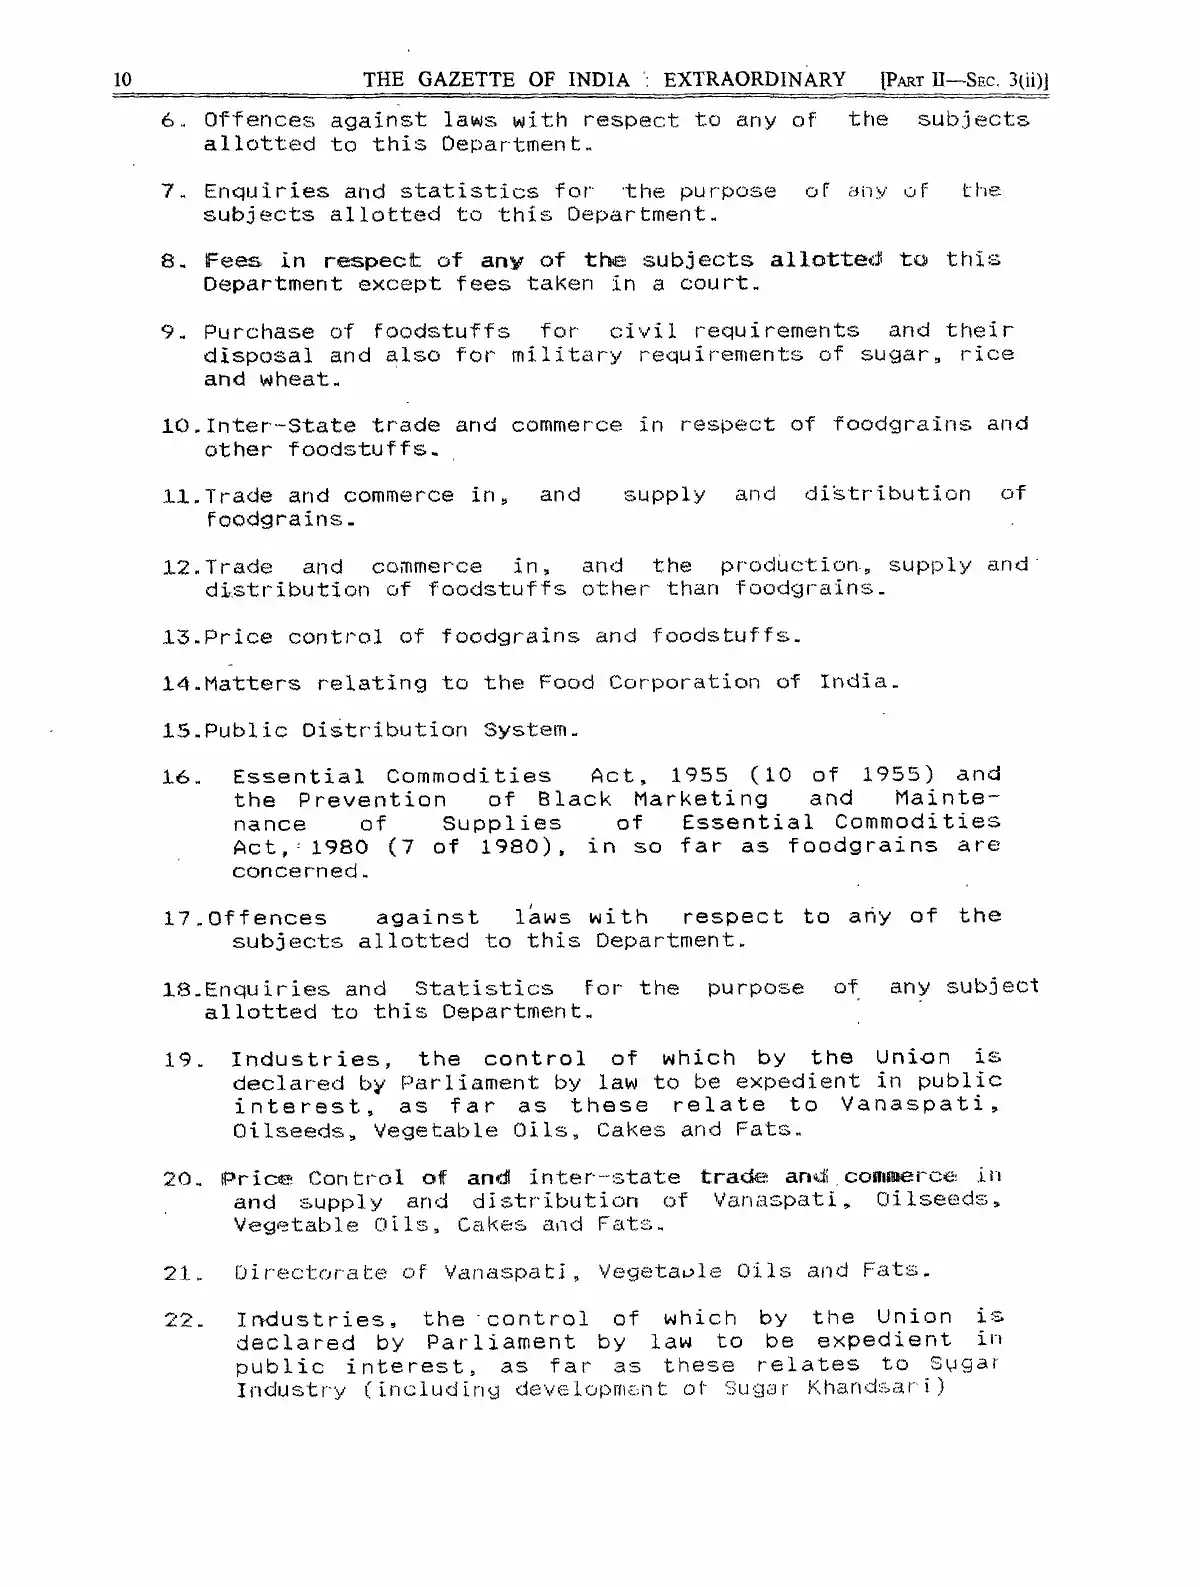 10 THE GAZETTE OF INDIA : EXTRAORDINARY [PART II—SEC. 3(ii)]
6. Offences against laws with respect to any of the subjects
allotted to this Department.
7. Enquiries and statistics for the purpose of any of the
subjects allotted to this Department.
8. Fees in respect of any of the subjects allotted to this
Department except fees taken in a court.
9. Purchase of foodstuffs for civil requirements and their
disposal and also for military requirements of sugar, rice
and wheat.
10.Inter-State trade and commerce in respect of foodgrains and
other foodstuffs.
11.Trade and commerce in, and supply and distribution of
foodgrains.
12.Trade and commerce in, and the production, supply and
distribution of foodstuffs other than foodgrains.
13.Price control of foodgrains and foodstuffs.
14.Matters relating to the Food Corporation of India.
15.Public Distribution System.
16. Essential Commodities Act, 1955 (10 of 1955) and
the Prevention of Black Marketing and Mainte-
nance of Supplies of Essential Commodities
Act, 1980 (7 of 1980), in so far as foodgrains are
concerned.
17.Offences against laws with respect to any of the
subjects allotted to this Department.
18.Enquiries and Statistics for the purpose of any subject
allotted to this Department.
19. Industries, the control of which by the Union is
declared by Parliament by law to be expedient in public
interest, as far as these relate to Vanaspati,
Oilseeds, Vegetable Oils, Cakes and Fats.
20. Price Control of and inter-state trade and commerce in
and supply and distribution of Vanaspati, Oilseeds,
Vegetable Oils, Cakes and Fats.
21. Directorate of Vanaspati, Vegetable Oils and Fats.
22. Industries, the control of which by the Union is
declared by Parliament by law to be expedient in
public interest, as far as these relates to Sugar
Industry (including development of Sugar Khandsari)